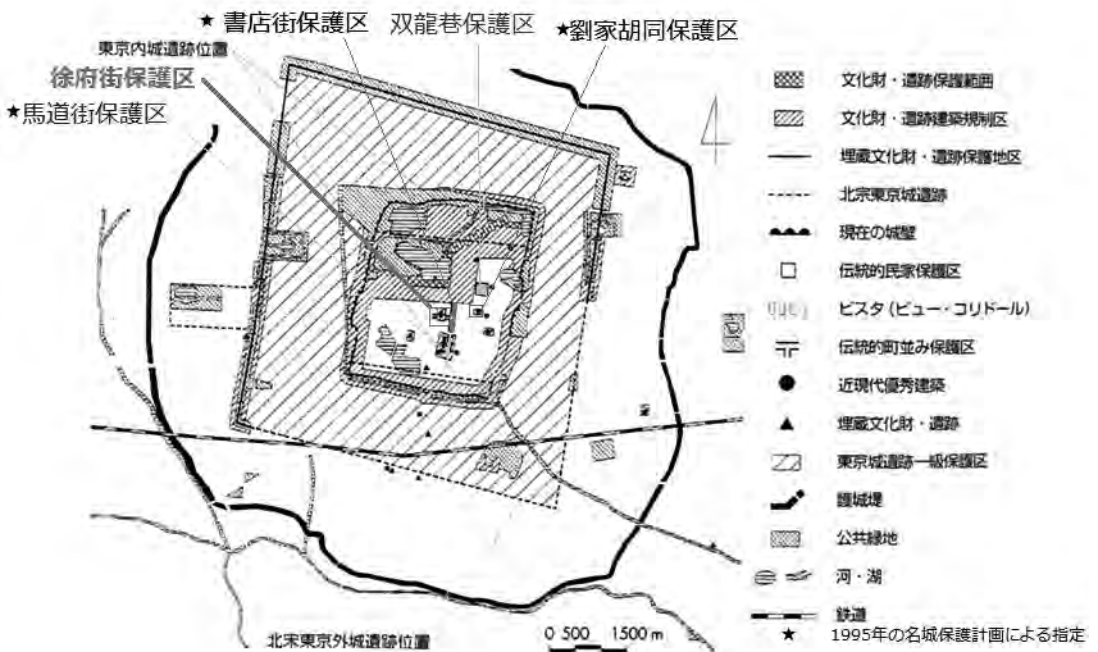 ★ 書店街保護区
双龍巷保護区
★劉家胡同保護区
東京内城遺跡位置
徐府街保護区
★馬道街保護区
文化財・遺跡保護範囲
文化財・遺跡建築規制区
埋蔵文化財・遺跡保護地区
北宗東京城遺跡
現在の城壁
伝統的民家保護区
ビスタ(ビュー・コリドール)
伝統的町並み保護区
近現代優秀建築
埋蔵文化財・遺跡
東京城遺跡一級保護区
護城堤
公共緑地
河・湖
鉄道
★ 1995年の名城保護計画による指定
北宋東京外城遺跡位置
0 500 1500 m